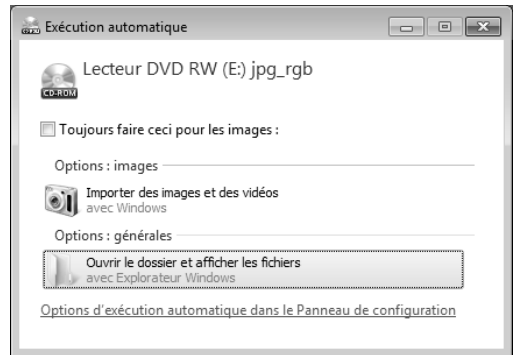 Exécution automatique
Lecteur DVD RW (E:) jpg_rgb
CD-ROM
Toujours faire ceci pour les images :
Options : images
Importer des images et des vidéos
avec Windows
Options : générales
Ouvrir le dossier et afficher les fichiers
avec Explorateur Windows
Options d'exécution automatique dans le Panneau de configuration